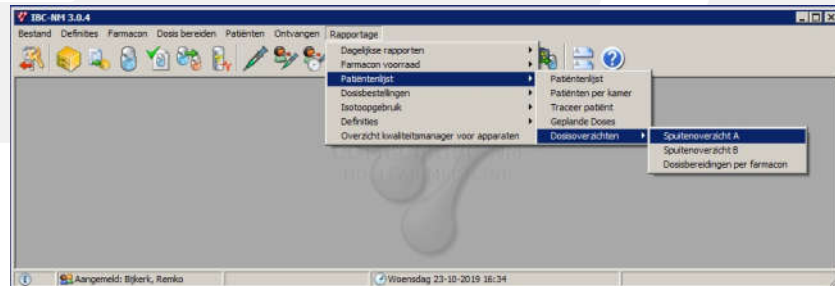 IBC-NM 3.0.4
Bestand Definities Farmacon Dosis bereiden Patiënten Ontvangen Rapportage
Dagelijkse rapporten
Farmacon voorraad
Patiëntenlijst
Dosisbestellingen
Isotoopgebruik
Definities
Overzicht kwaliteitsmanager voor apparaten
Patiëntenlijst
Patiënten per kamer
Traceer patiënt
Geplande Doses
Dosisoverzichten
Spuitenoverzicht A
Spuitenoverzicht B
Dosisbereidingen per farmacon
Aangemeld: Bijkerk, Remko
Woensdag 23-10-2019 16:34